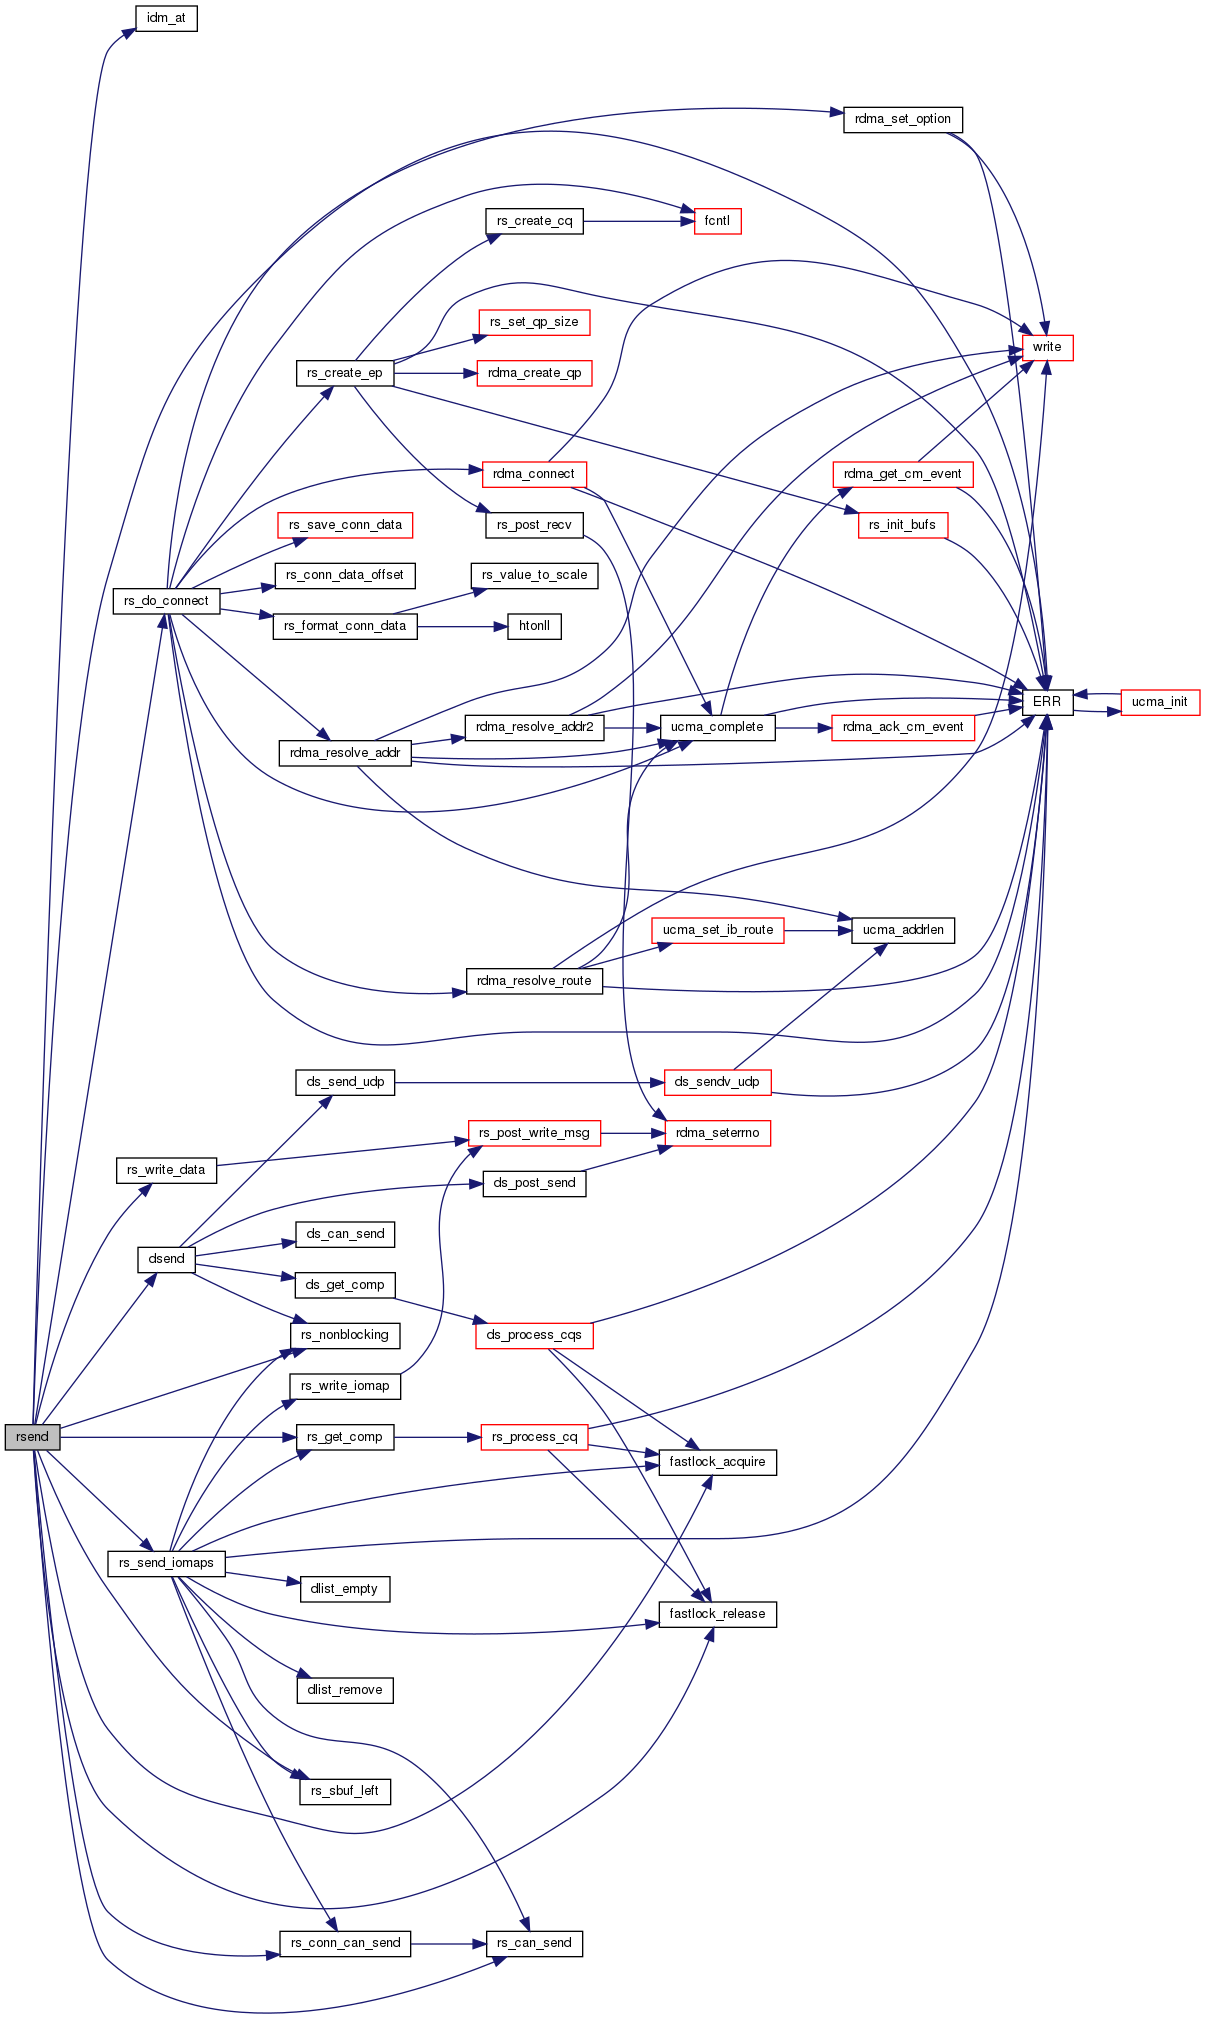 idm_at
rdma_set_option
rs_create_cq
fcntl
rs_set_qp_size
write
rs_create_ep
rdma_create_qp
rdma_connect
rdma_get_cm_event
rs_save_conn_data
rs_post_recv
rs_init_bufs
rs_conn_data_offset
rs_value_to_scale
rs_do_connect
rs_format_conn_data
htonll
ERR
ucma_init
rdma_resolve_addr2
ucma_complete
rdma_ack_cm_event
rdma_resolve_addr
ucma_set_ib_route
ucma_addrlen
rdma_resolve_route
ds_send_udp
ds_sendv_udp
rs_post_write_msg
rdma_seterrno
rs_write_data
ds_post_send
ds_can_send
dsend
ds_get_comp
rs_nonblocking
ds_process_cqs
rs_write_iomap
rsend
rs_get_comp
rs_process_cq
fastlock_acquire
rs_send_iomaps
dlist_empty
fastlock_release
dlist_remove
rs_sbuf_left
rs_conn_can_send
rs_can_send